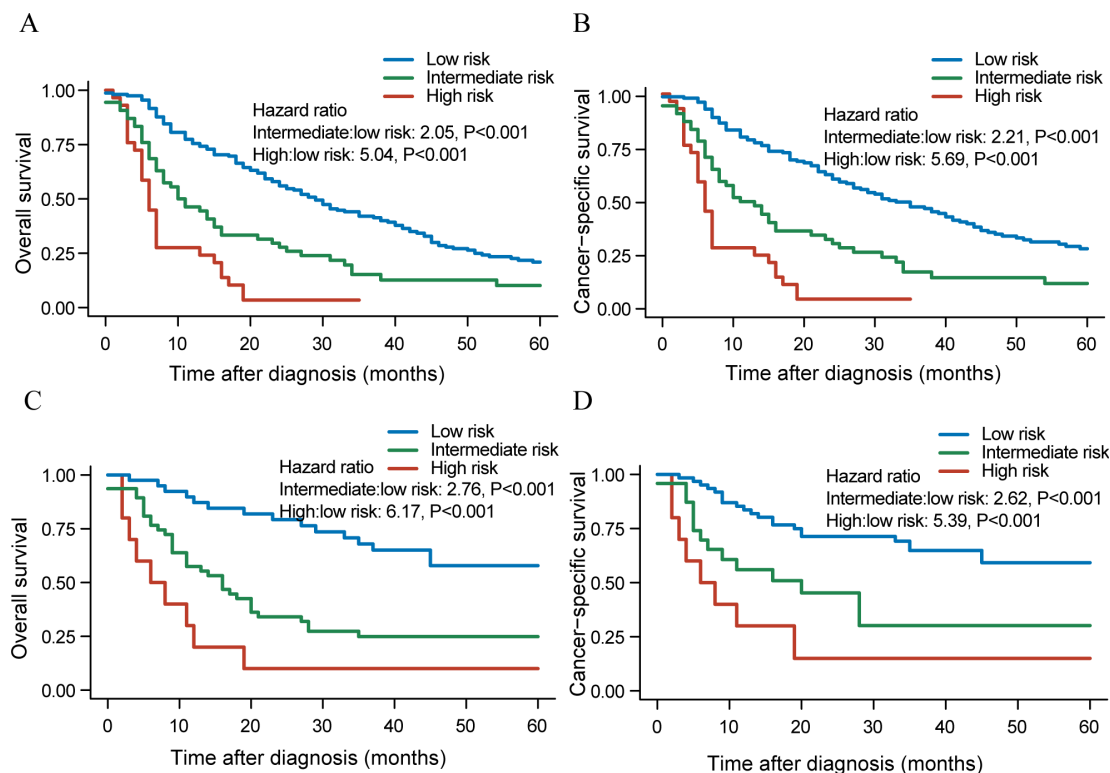 A
Low risk
Intermediate risk
High risk
Hazard ratio
Intermediate:low risk: 2.05, P<0.001
High:low risk: 5.04, P<0.001
Overall survival
1.00
0.75
0.50
0.25
0.00
0 10 20 30 40 50 60
Time after diagnosis (months)
B
Low risk
Intermediate risk
High risk
Hazard ratio
Intermediate:low risk: 2.21, P<0.001
High:low risk: 5.69, P<0.001
Cancer–specific survival
1.00
0.75
0.50
0.25
0.00
0 10 20 30 40 50 60
Time after diagnosis (months)
C
Low risk
Intermediate risk
High risk
Hazard ratio
Intermediate:low risk: 2.76, P<0.001
High:low risk: 6.17, P<0.001
Overall survival
1.00
0.75
0.50
0.25
0.00
0 10 20 30 40 50 60
Time after diagnosis (months)
D
Low risk
Intermediate risk
High risk
Hazard ratio
Intermediate:low risk: 2.62, P<0.001
High:low risk: 5.39, P<0.001
Cancer–specific survival
1.00
0.75
0.50
0.25
0.00
0 10 20 30 40 50 60
Time after diagnosis (months)